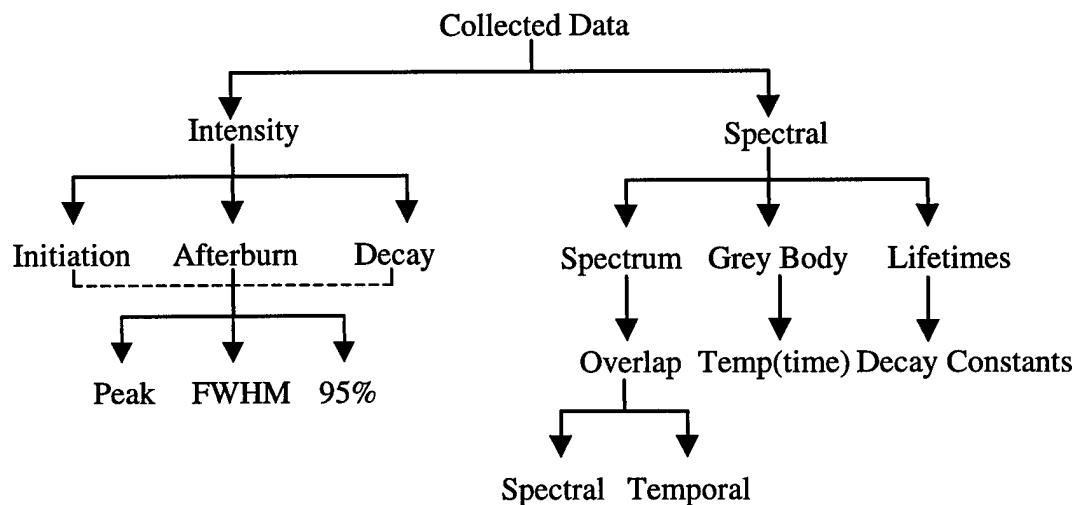 Collected Data
Intensity Spectral
Initiation Afterburn Decay Spectrum Grey Body Lifetimes
Overlap Temp(time) Decay Constants
Peak FWHM 95%
Spectral Temporal